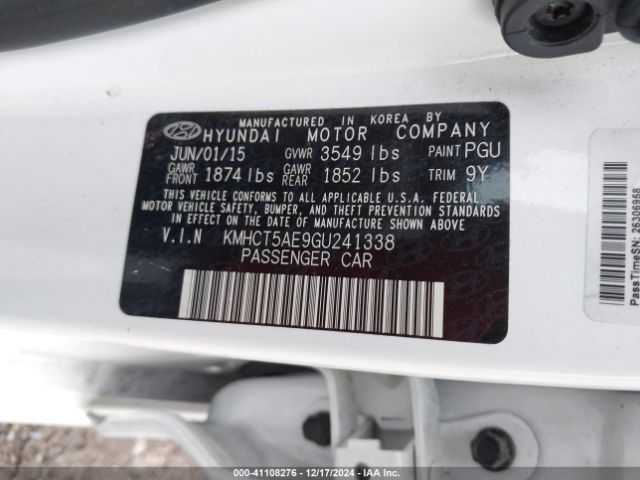 MANUFACTURED IN KOREA BY
HYUNDAI MOTOR COMPANY
JUN/01/15 GVWR 3549 lbs PAINT PGU
GAWR FRONT 1874 lbs GAWR REAR 1852 lbs TRIM 9Y
THIS VEHICLE CONFORMS TO ALL APPLICABLE U.S.A. FEDERAL
MOTOR VEHICLE SAFETY, BUMPER, AND THEFT PREVENTION STANDARDS
IN EFFECT ON THE DATE OF MANUFACTURE SHOWN ABOVE.
V.I.N KMHCT5AE9GU241338
PASSENGER CAR
PassTimeSN: 26306958
000-41108276 - 12/17/2024 - IAA Inc.